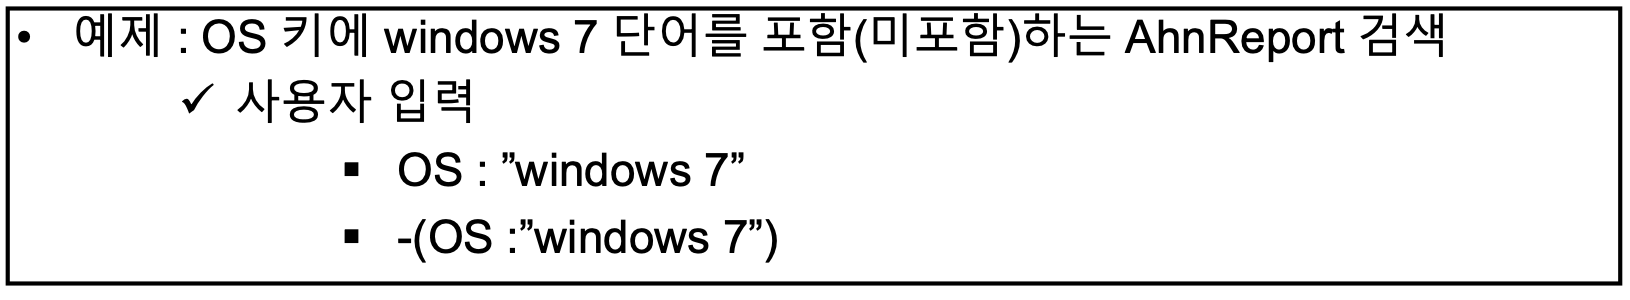 • 예제 : OS 키에 windows 7 단어를 포함(미포함)하는 AhnReport 검색
✓ 사용자 입력
▪ OS : ”windows 7”
▪ -(OS :”windows 7”)